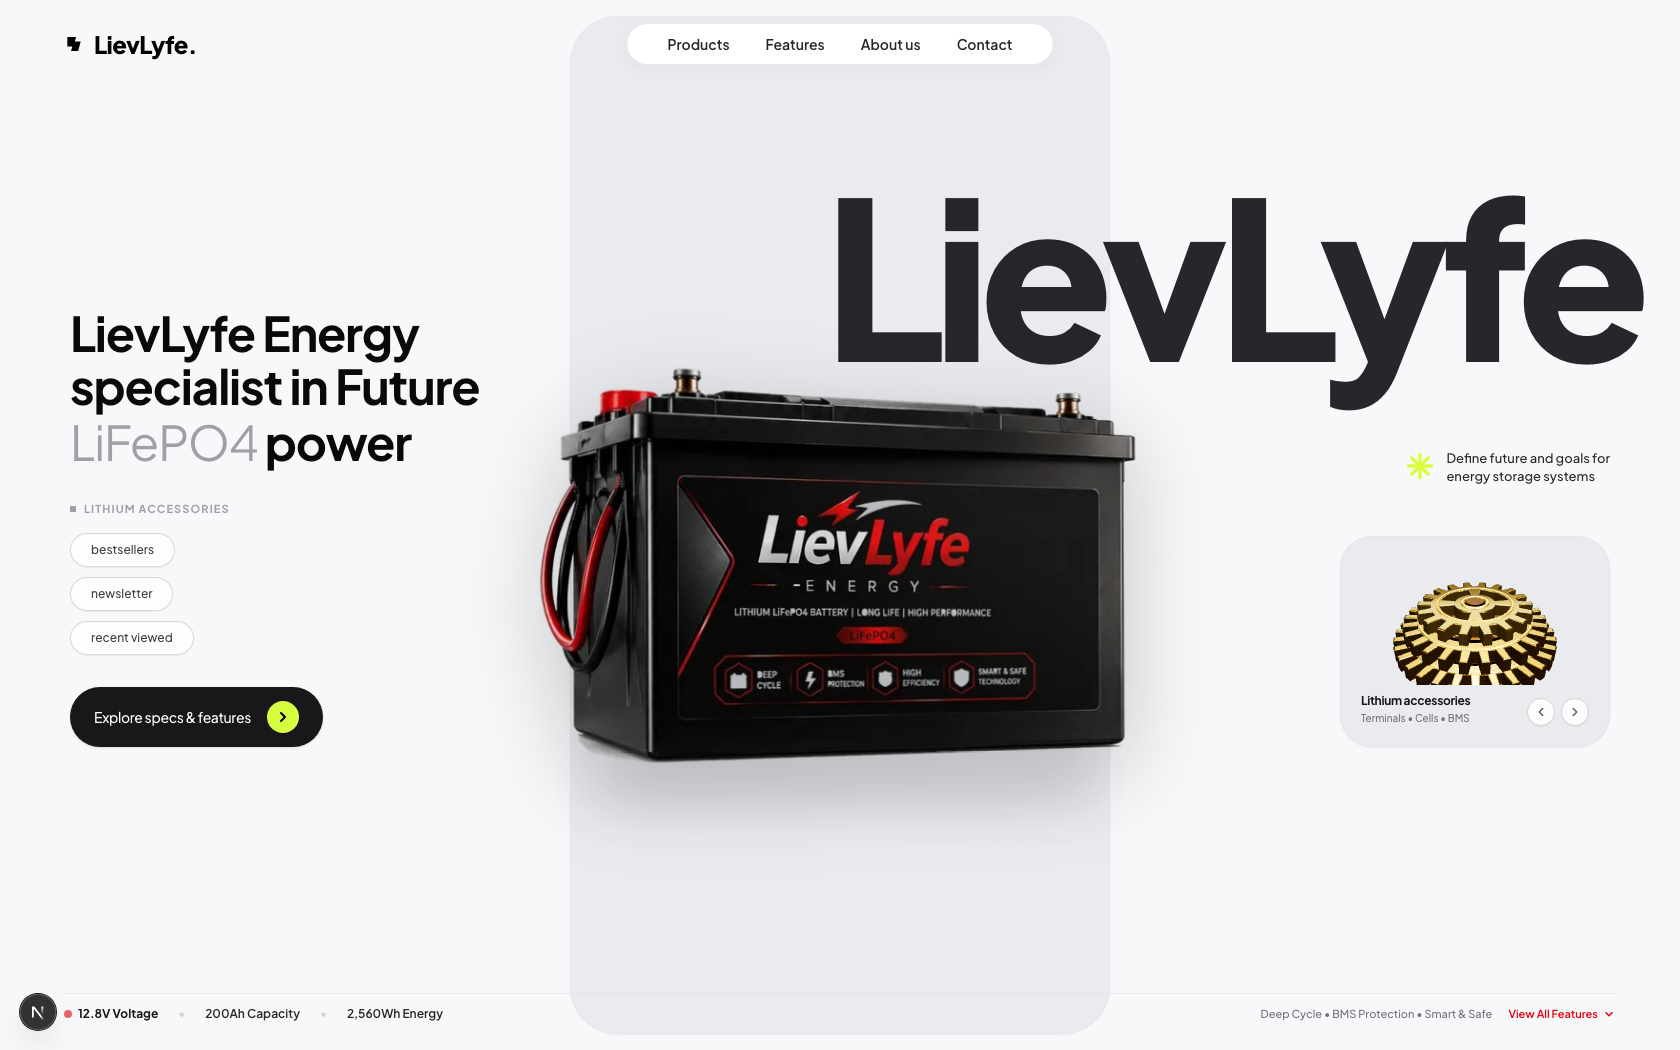 LievLyfe.
Products
Features
About us
Contact
LievLyfe
LievLyfe Energy
specialist in Future
LiFePO4 power
LITHIUM ACCESSORIES
bestsellers
newsletter
recent viewed
Explore specs & features
LievLyfe
-ENERGY
LITHIUM LiFePO4 BATTERY | LONG LIFE | HIGH PERFORMANCE
LiFePO4
DEEP
CYCLE
BMS
PROTECTION
HIGH
EFFICIENCY
SMART & SAFE
TECHNOLOGY
Define future and goals for
energy storage systems
Lithium accessories
Terminals • Cells • BMS
N
12.8V Voltage • 200Ah Capacity • 2,560Wh Energy
Deep Cycle • BMS Protection • Smart & Safe
View All Features